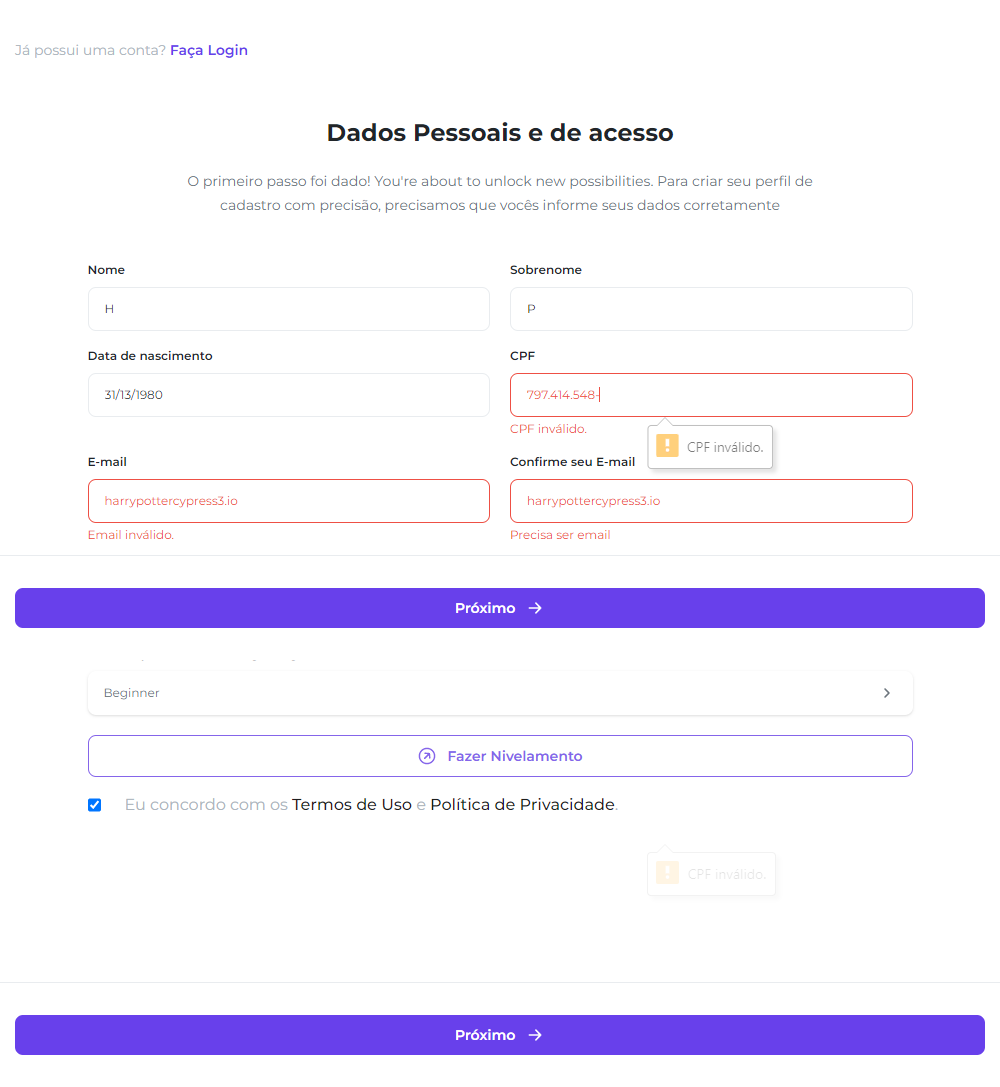 Já possui uma conta? Faça Login
Dados Pessoais e de acesso
O primeiro passo foi dado! You're about to unlock new possibilities. Para criar seu perfil de
cadastro com precisão, precisamos que vocês informe seus dados corretamente
Nome
Sobrenome
H
P
Data de nascimento
CPF
31/13/1980
797.414.548-
CPF inválido.
CPF inválido.
E-mail
Confirme seu E-mail
harrypottercypress3.io
harrypottercypress3.io
Email inválido.
Precisa ser email
Próximo
Beginner
Fazer Nivelamento
Eu concordo com os Termos de Uso e Política de Privacidade.
CPF inválido.
Próximo